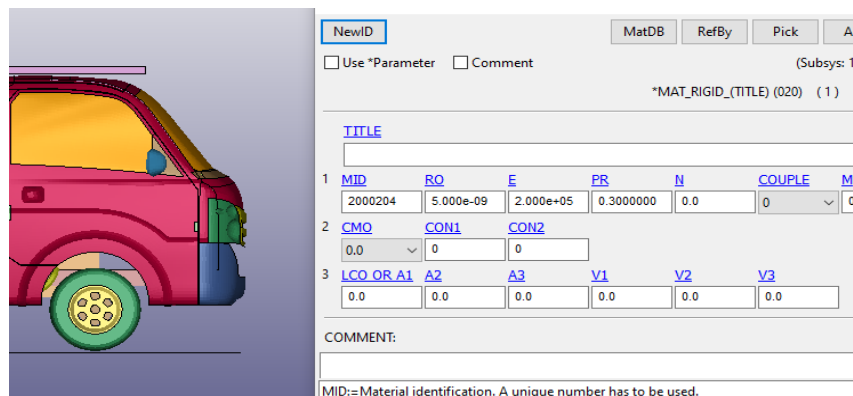 NewID MatDB RefBy Pick A
Use *Parameter Comment (Subsys: 1
*MAT_RIGID_(TITLE) (020) (1)
TITLE
1 MID RO E PR N COUPLE M
2000204 5.000e-09 2.000e+05 0.3000000 0.0 0 0
2 CMO CON1 CON2
0.0 0 0
3 LCO OR A1 A2 A3 V1 V2 V3
0.0 0.0 0.0 0.0 0.0 0.0
COMMENT:
MID:=Material identification. A unique number has to be used.